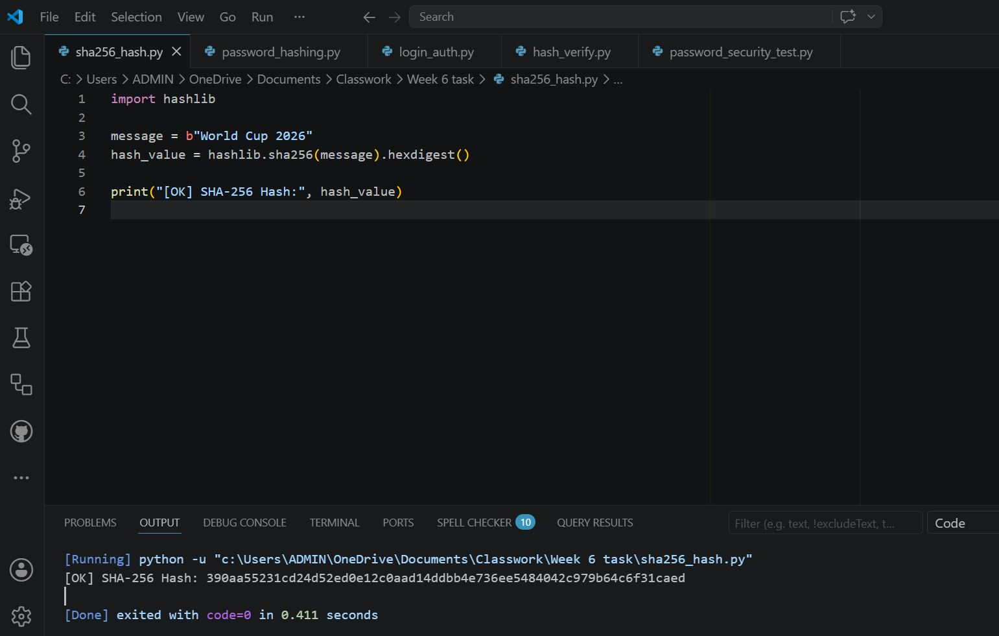 File Edit Selection View Go Run ··· Search
sha256_hash.py password_hashing.py login_auth.py hash_verify.py password_security_test.py
C: > Users > ADMIN > OneDrive > Documents > Classwork > Week 6 task > sha256_hash.py > ...
1 import hashlib
2
3 message = b"World Cup 2026"
4 hash_value = hashlib.sha256(message).hexdigest()
5
6 print("[OK] SHA-256 Hash:", hash_value)
7
PROBLEMS OUTPUT DEBUG CONSOLE TERMINAL PORTS SPELL CHECKER 10 QUERY RESULTS Filter (e.g. text, !excludeText, t... Code
[Running] python -u "c:\Users\ADMIN\OneDrive\Documents\Classwork\Week 6 task\sha256_hash.py"
[OK] SHA-256 Hash: 390aa55231cd24d52ed0e12c0aad14ddbb4e736ee5484042c979b64c6f31caed
[Done] exited with code=0 in 0.411 seconds